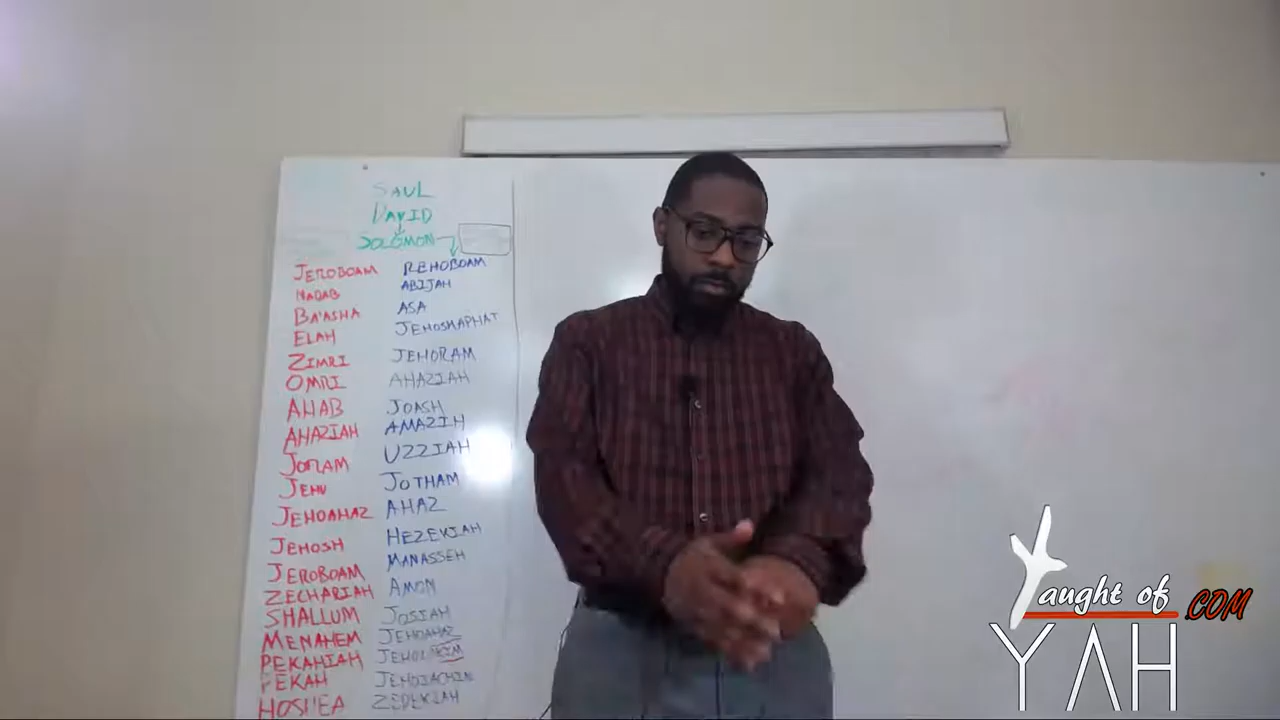 SAUL
DAVID
SOLOMON
JEROBOAM
NADAB
BA'ASHA
ELAH
ZIMRI
OMRI
AHAB
AHAZIAH
JORAM
JEHU
JEHOAHAZ
JEHOSH
JEROBOAM
ZECHARIAH
SHALLUM
MENAHEM
PEKAHIAH
PEKAH
HOSHEA
REHOBOAM
ABIJAH
ASA
JEHOSHAPHAT
JEHORAM
AHAZIAH
JOASH
AMAZIH
UZZIAH
JOTHAM
AHAZ
HEZEKIAH
MANASSEH
AMON
JOSIAH
JEHOAHAZ
JEHOIAKIM
JEHOIACHIN
ZEDEKIAH
Taught of .COM
YAH